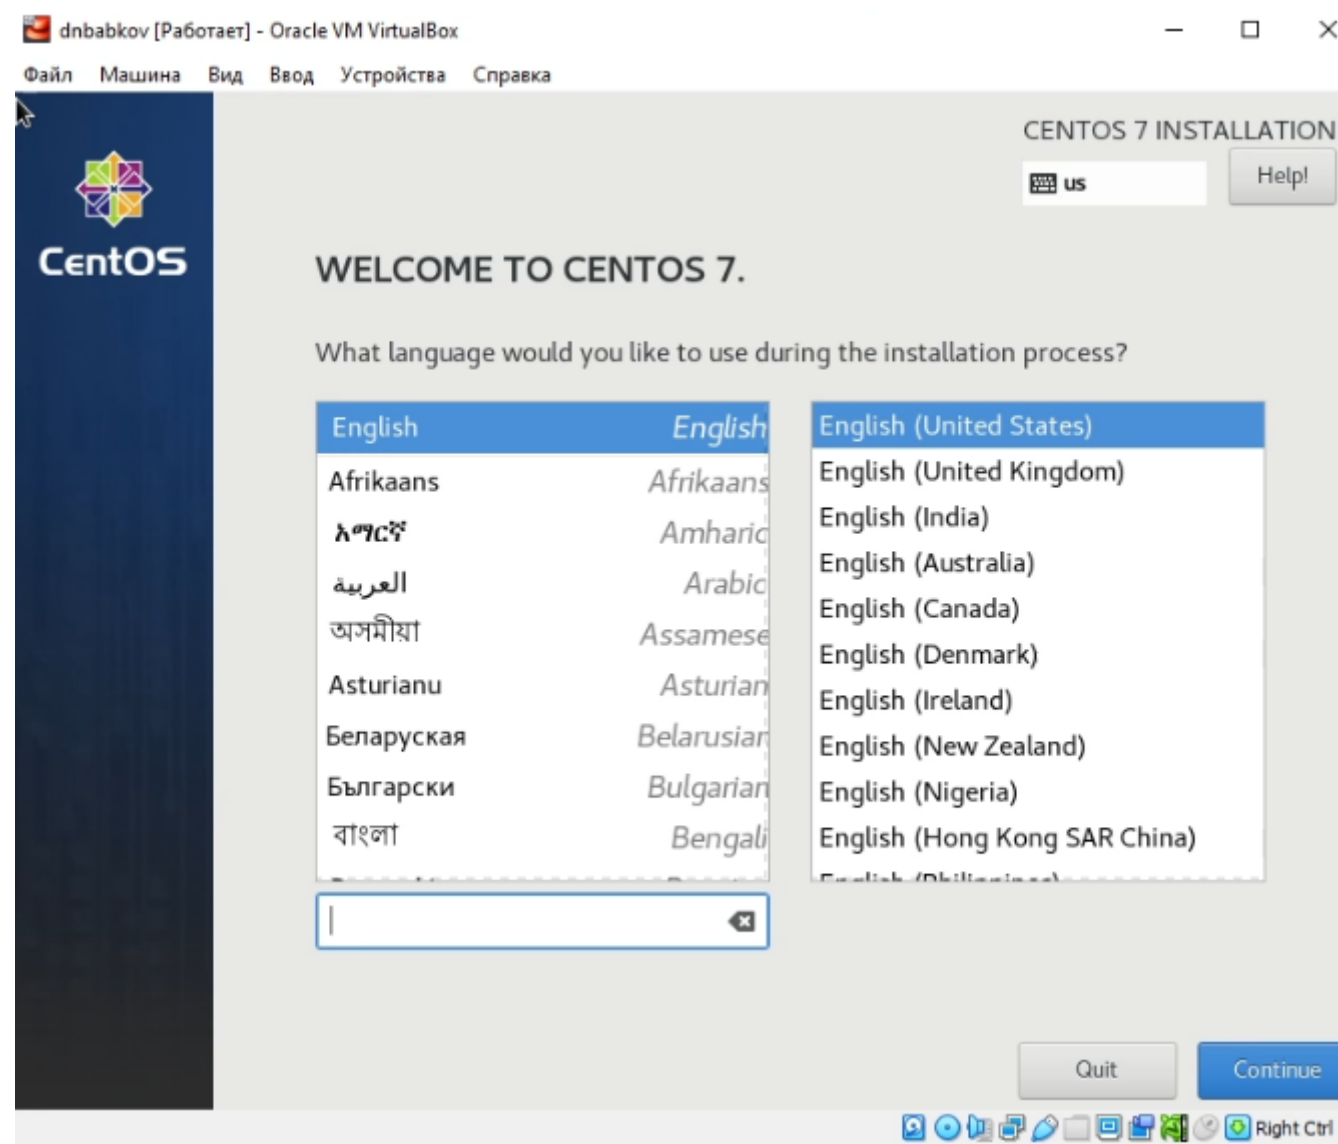 dnbabkov [Работает] - Oracle VM VirtualBox
Файл Машина Вид Ввод Устройства Справка
CENTOS 7 INSTALLATION
us
Help!
CentOS
WELCOME TO CENTOS 7.
What language would you like to use during the installation process?
English English
Afrikaans Afrikaans
አማርኛ Amharic
العربية Arabic
অসমীয়া Assamese
Asturianu Asturian
Беларуская Belarusian
Български Bulgarian
বাংলা Bengali
English (United States)
English (United Kingdom)
English (India)
English (Australia)
English (Canada)
English (Denmark)
English (Ireland)
English (New Zealand)
English (Nigeria)
English (Hong Kong SAR China)
English (Philippines)
Quit
Continue
Right Ctrl